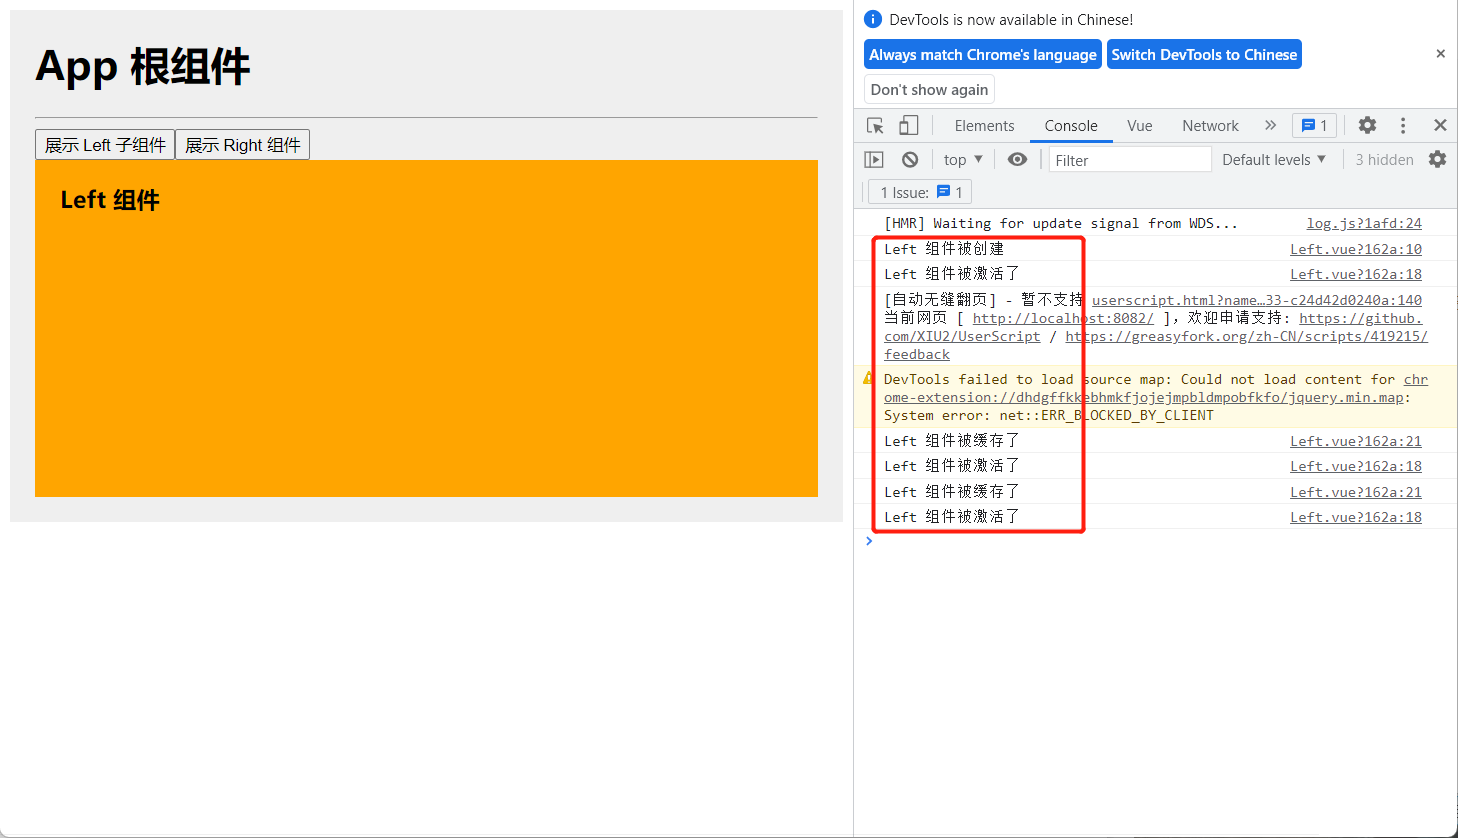 App 根组件
展示 Left 子组件 展示 Right 组件
Left 组件
DevTools is now available in Chinese!
Always match Chrome's language Switch DevTools to Chinese
Don't show again
Elements Console Vue Network 1
top Filter Default levels 3 hidden
1 Issue: 1
[HMR] Waiting for update signal from WDS... log.js?1afd:24
Left 组件被创建 Left.vue?162a:10
Left 组件被激活了 Left.vue?162a:18
[自动无缝翻页] - 暂不支持 userscript.html?name…33-c24d42d0240a:140
当前网页 [ http://localhost:8082/ ]，欢迎申请支持: https://github.
com/XIU2/UserScript / https://greasyfork.org/zh-CN/scripts/419215/
feedback
DevTools failed to load source map: Could not load content for chr
ome-extension://dhdgffkkebhmkfjojejmpbldmpobfkfo/jquery.min.map:
System error: net::ERR_BLOCKED_BY_CLIENT
Left 组件被缓存了 Left.vue?162a:21
Left 组件被激活了 Left.vue?162a:18
Left 组件被缓存了 Left.vue?162a:21
Left 组件被激活了 Left.vue?162a:18